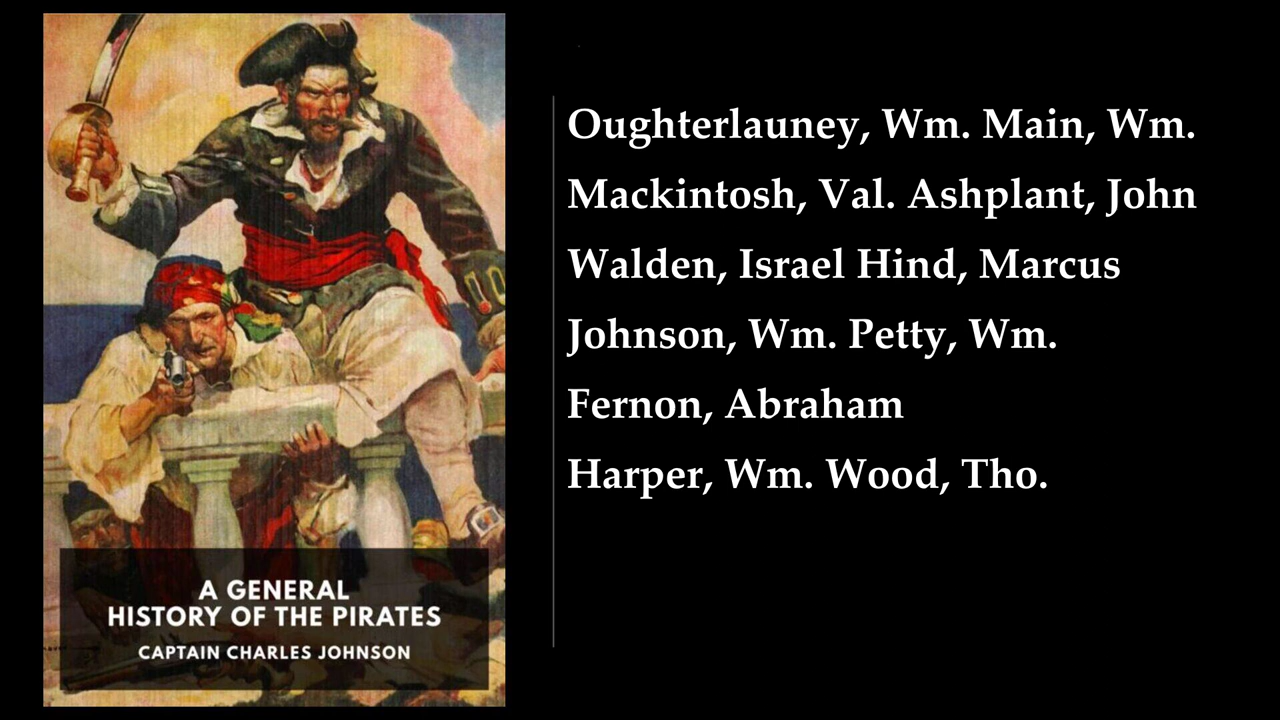 Oughterlauney, Wm. Main, Wm.
Mackintosh, Val. Ashplant, John
Walden, Israel Hind, Marcus
Johnson, Wm. Petty, Wm.
Fernon, Abraham
Harper, Wm. Wood, Tho.
A GENERAL
HISTORY OF THE PIRATES
CAPTAIN CHARLES JOHNSON